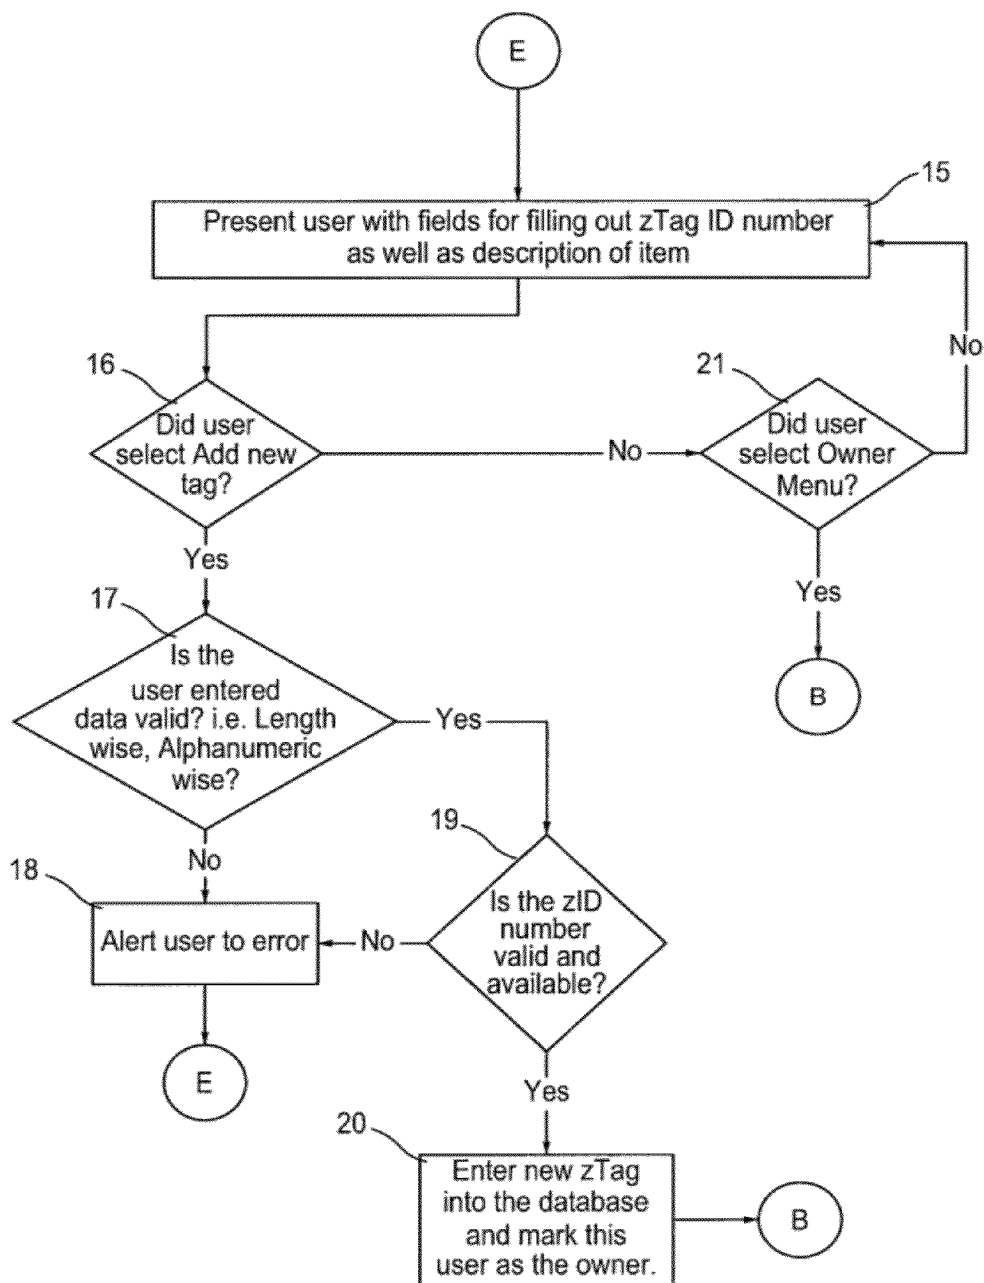 E
15
Present user with fields for filling out zTag ID number
as well as description of item
No
16
Did user
select Add new
tag?
No
21
Did user
select Owner
Menu?
Yes
Yes
B
17
Is the
user entered
data valid? i.e. Length
wise, Alphanumeric
wise?
Yes
No
18
Alert user to error
No
19
Is the zID
number
valid and
available?
E
Yes
20
Enter new zTag
into the database
and mark this
user as the owner.
B